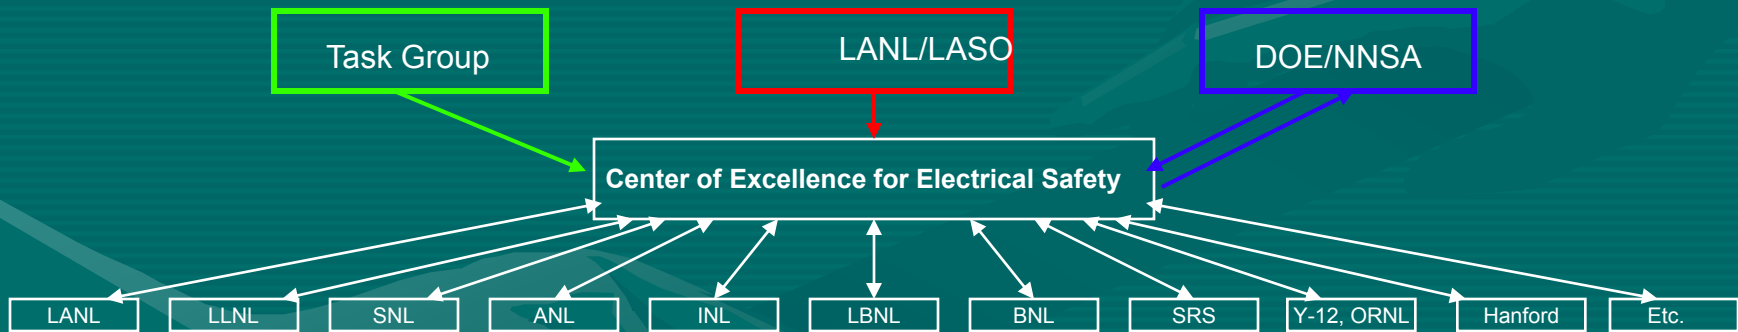 Task Group
LANL/LASO
DOE/NNSA
Center of Excellence for Electrical Safety
LANL
LLNL
SNL
ANL
INL
LBNL
BNL
SRS
Y-12, ORNL
Hanford
Etc.